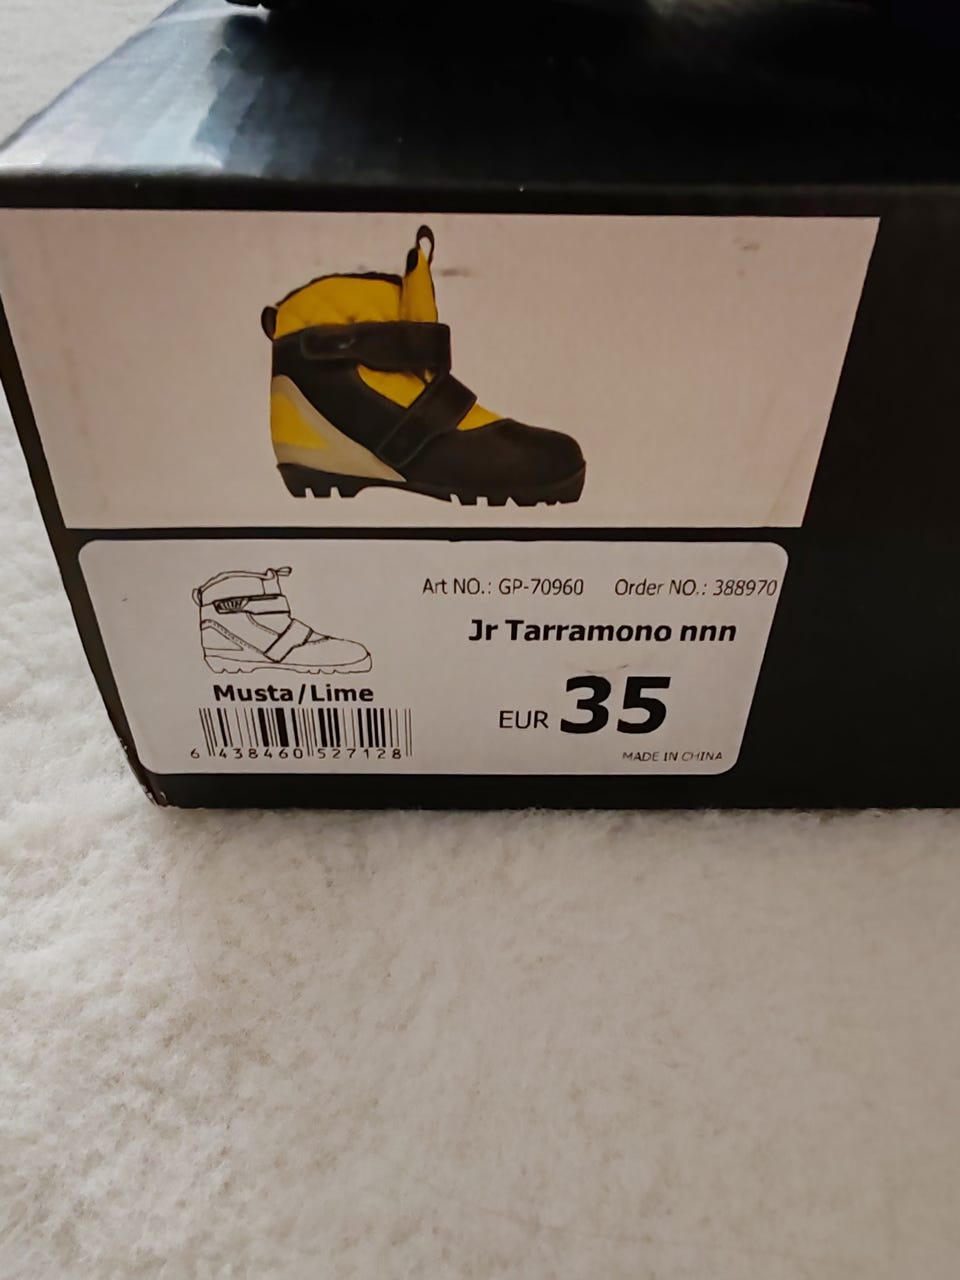 Art NO.: GP-70960 Order NO.: 388970
Jr Tarramono nnn
Musta/Lime
EUR 35
6 438460 527128
MADE IN CHINA